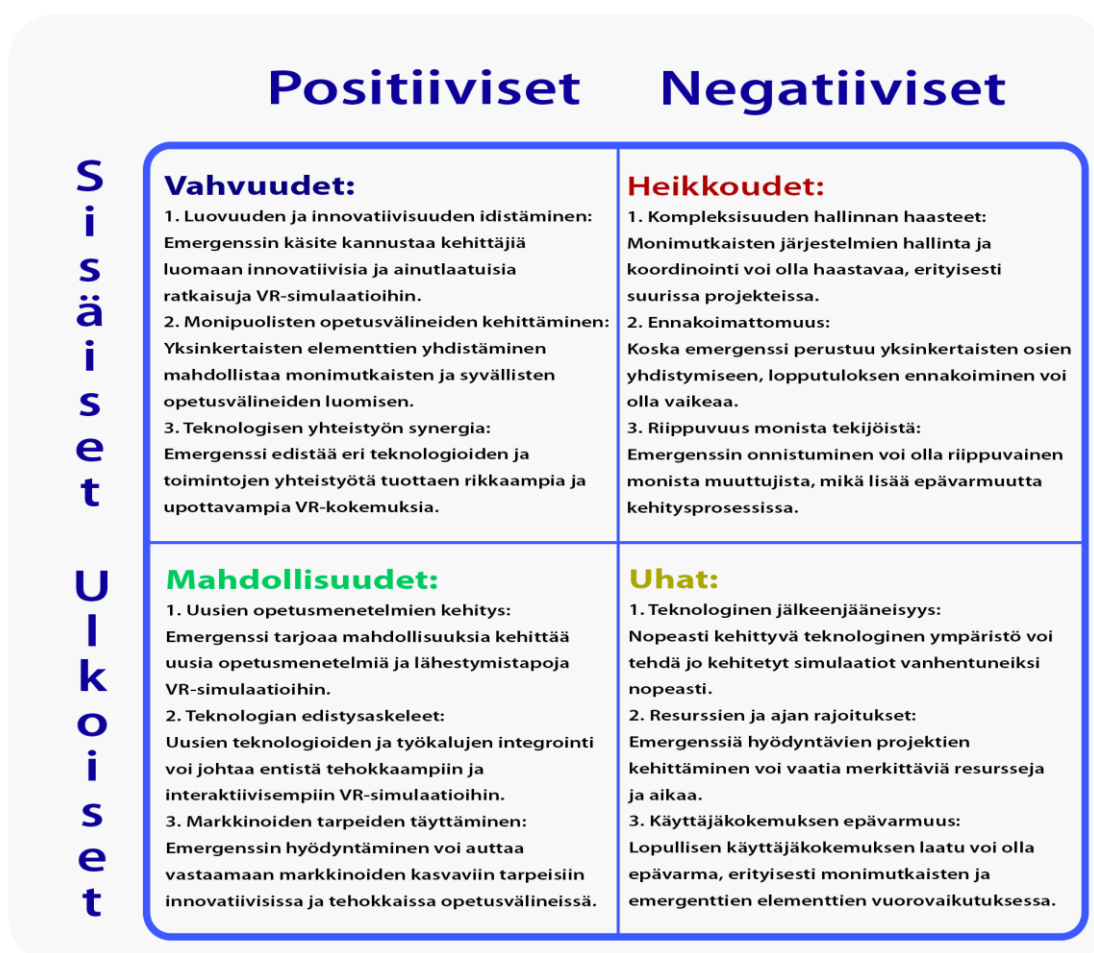 Positiiviset
Negatiiviset
Sisäiset
Vahvuudet:
1. Luovuuden ja innovatiivisuuden idistäminen:
Emergenssin käsite kannustaa kehittäjiä
luomaan innovatiivisia ja ainutlaatuisia
ratkaisuja VR-simulaatioihin.
2. Monipuolisten opetusvälineiden kehittäminen:
Yksinkertaisten elementtien yhdistäminen
mahdollistaa monimutkaisten ja syvällisten
opetusvälineiden luomisen.
3. Teknologisen yhteistyön synergia:
Emergenssi edistää eri teknologioiden ja
toimintojen yhteistyötä tuottaen rikkaampia ja
upottavampia VR-kokemuksia.
Heikkoudet:
1. Kompleksisuuden hallinnan haasteet:
Monimutkaisten järjestelmien hallinta ja
koordinointi voi olla haastavaa, erityisesti
suurissa projekteissa.
2. Ennakoimattomuus:
Koska emergenssi perustuu yksinkertaisten osien
yhdistymiseen, lopputuloksen ennakoiminen voi
olla vaikeaa.
3. Riippuvuus monista tekijöistä:
Emergenssin onnistuminen voi olla riippuvainen
monista muuttujista, mikä lisää epävarmuutta
kehitysprosessissa.
Ulkoiset
Mahdollisuudet:
1. Uusien opetusmenetelmien kehitys:
Emergenssi tarjoaa mahdollisuuksia kehittää
uusia opetusmenetelmiä ja lähestymistapoja
VR-simulaatioihin.
2. Teknologian edistysaskeleet:
Uusien teknologioiden ja työkalujen integrointi
voi johtaa entistä tehokkaampiin ja
interaktiivisempiin VR-simulaatioihin.
3. Markkinoiden tarpeiden täyttäminen:
Emergenssin hyödyntäminen voi auttaa
vastaamaan markkinoiden kasvaviin tarpeisiin
innovatiivisissa ja tehokkaissa opetusvälineissä.
Uhat:
1. Teknologinen jälkeenjääneisyys:
Nopeasti kehittyvä teknologinen ympäristö voi
tehdä jo kehitetyt simulaatiot vanhentuneiksi
nopeasti.
2. Resurssien ja ajan rajoitukset:
Emergenssiä hyödyntävien projektien
kehittäminen voi vaatia merkittäviä resursseja
ja aikaa.
3. Käyttäjäkokemuksen epävarmuus:
Lopullisen käyttäjäkokemuksen laatu voi olla
epävarma, erityisesti monimutkaisten ja
emergenttien elementtien vuorovaikutuksessa.